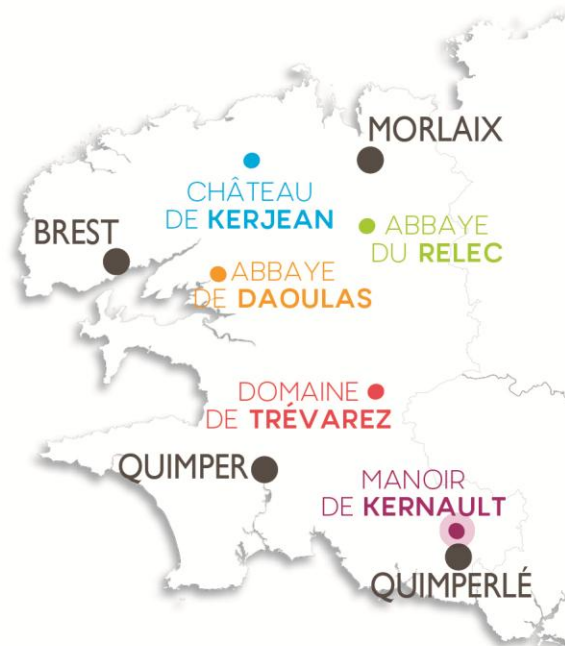 MORLAIX
CHÂTEAU
DE KERJEAN
BREST
ABBAYE
DU RELEC
ABBAYE
DE DAOULAS
DOMAINE
DE TRÉVAREZ
QUIMPER
MANOIR
DE KERNAULT
QUIMPERLÉ